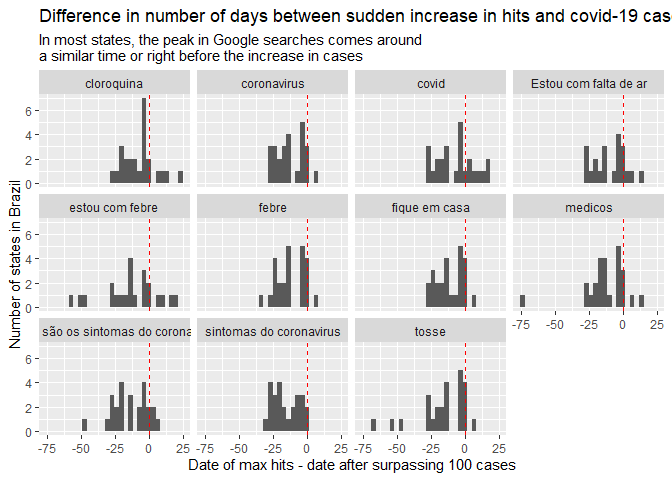 Difference in number of days between sudden increase in hits and covid-19 cas
In most states, the peak in Google searches comes around
a similar time or right before the increase in cases
cloroquina
coronavirus
covid
Estou com falta de ar
6
4
2
0
estou com febre
febre
fique em casa
medicos
6
4
2
0
-75 -50 -25 0 25
são os sintomas do corona
sintomas do coronavirus
tosse
6
4
2
0
-75 -50 -25 0 25
-75 -50 -25 0 25
-75 -50 -25 0 25
Number of states in Brazil
Date of max hits - date after surpassing 100 cases